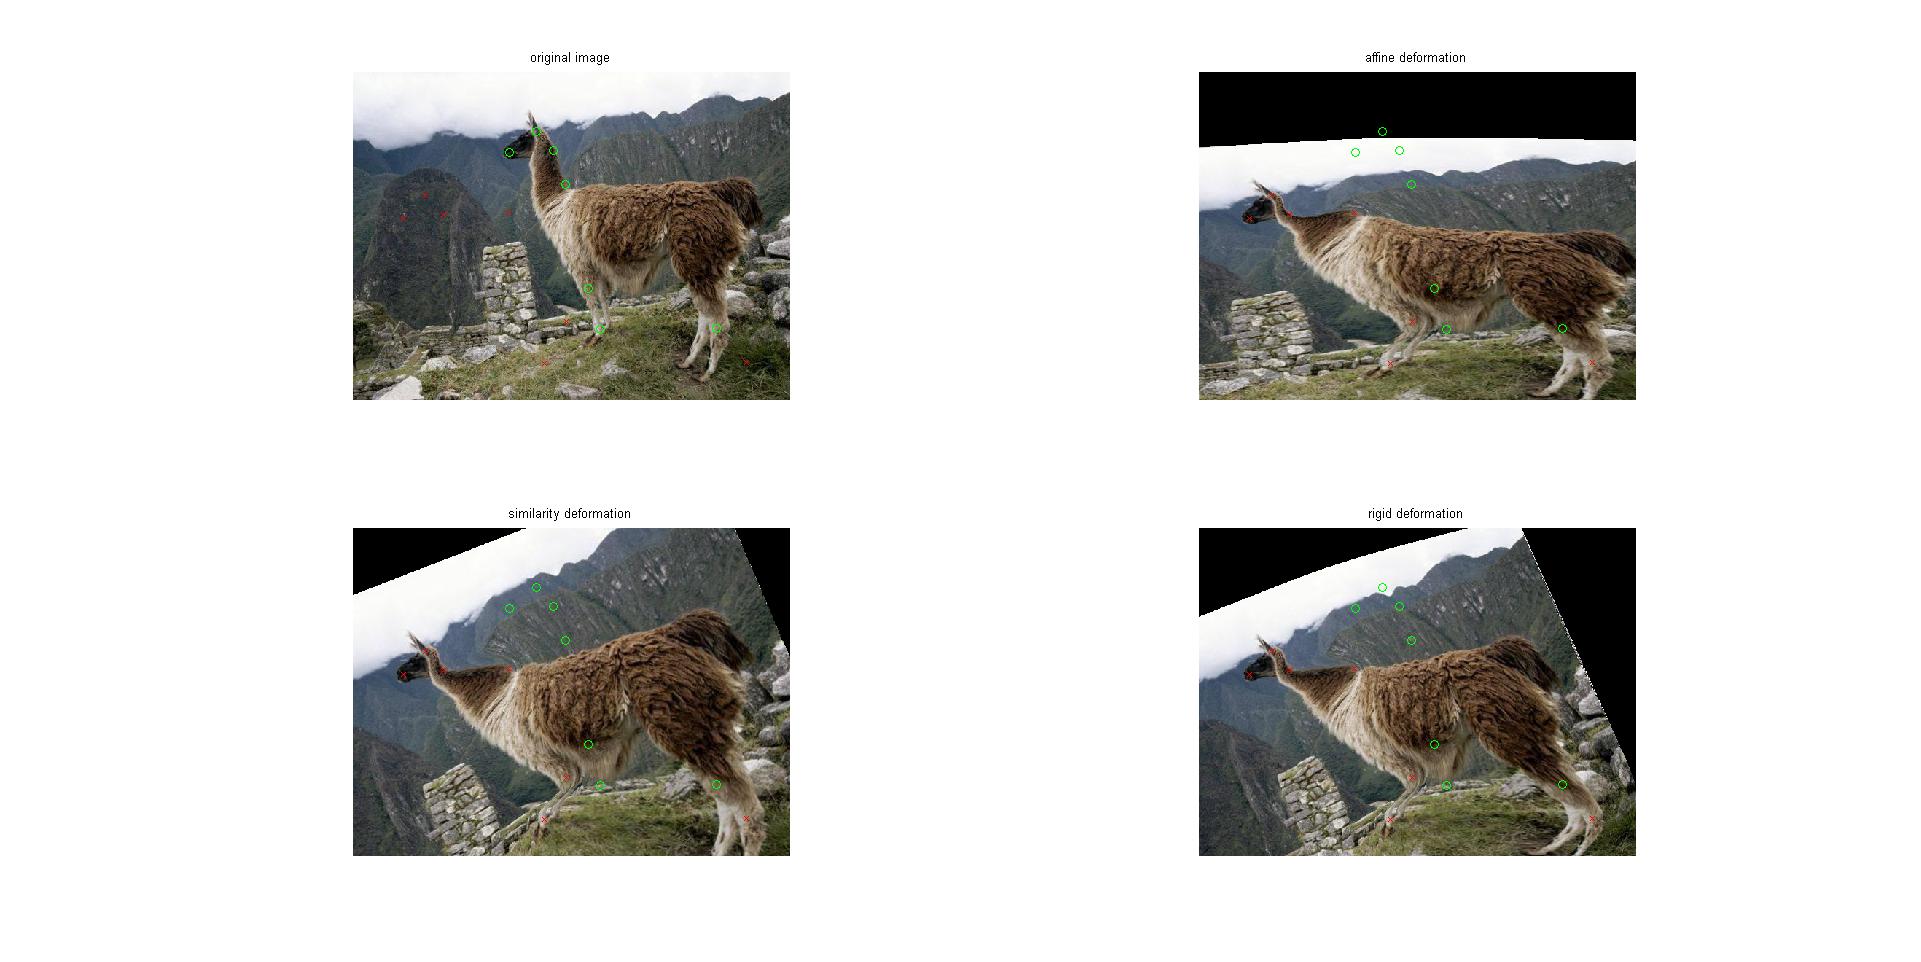 original image
affine deformation
similarity deformation
rigid deformation